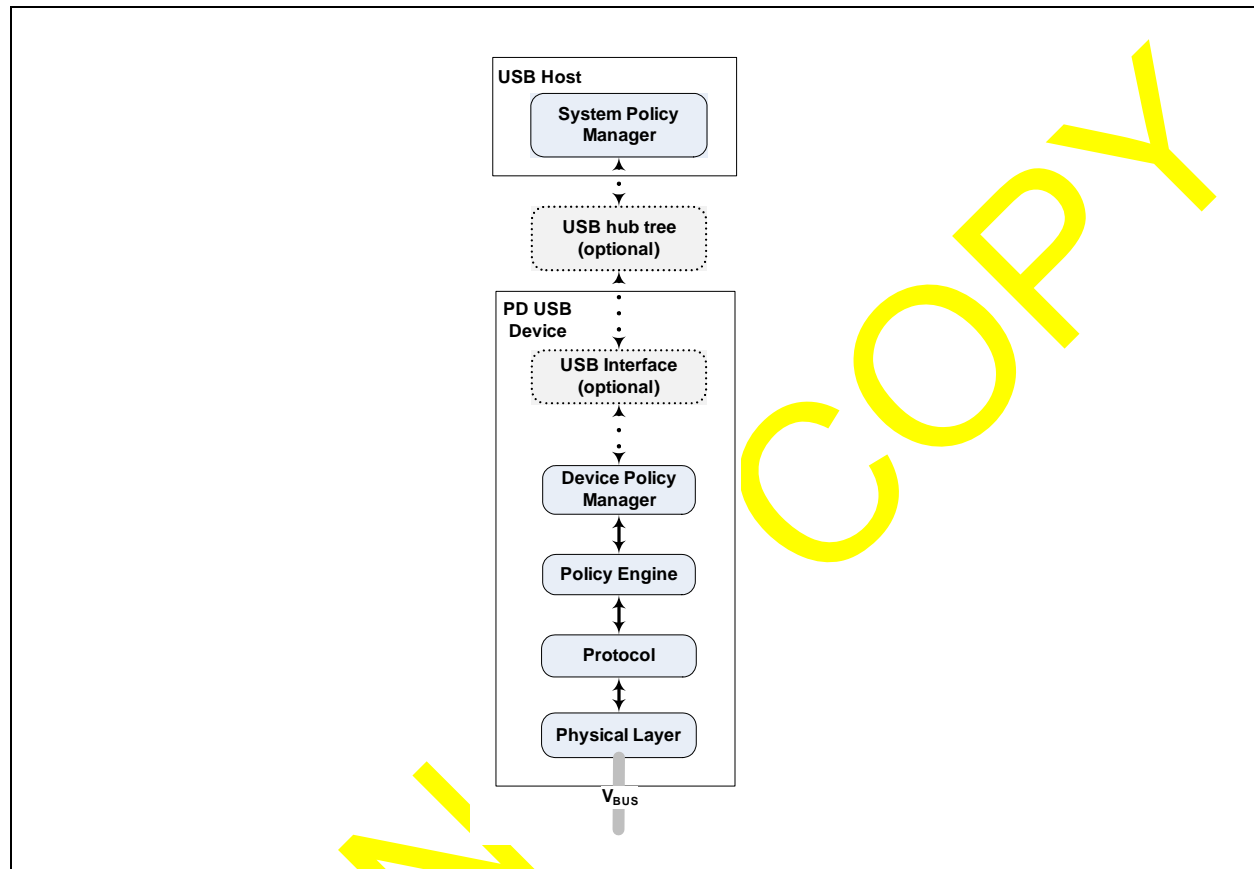 USB Host
System Policy
Manager
USB hub tree
(optional)
PD USB
Device
USB Interface
(optional)
Device Policy
Manager
Policy Engine
Protocol
Physical Layer
VBUS
COPY